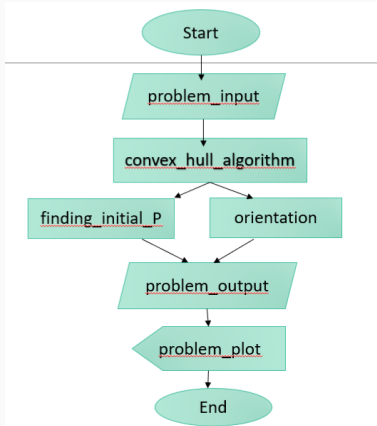 Start
problem_input
convex_hull_algorithm
finding_initial_P
orientation
problem_output
problem_plot
End